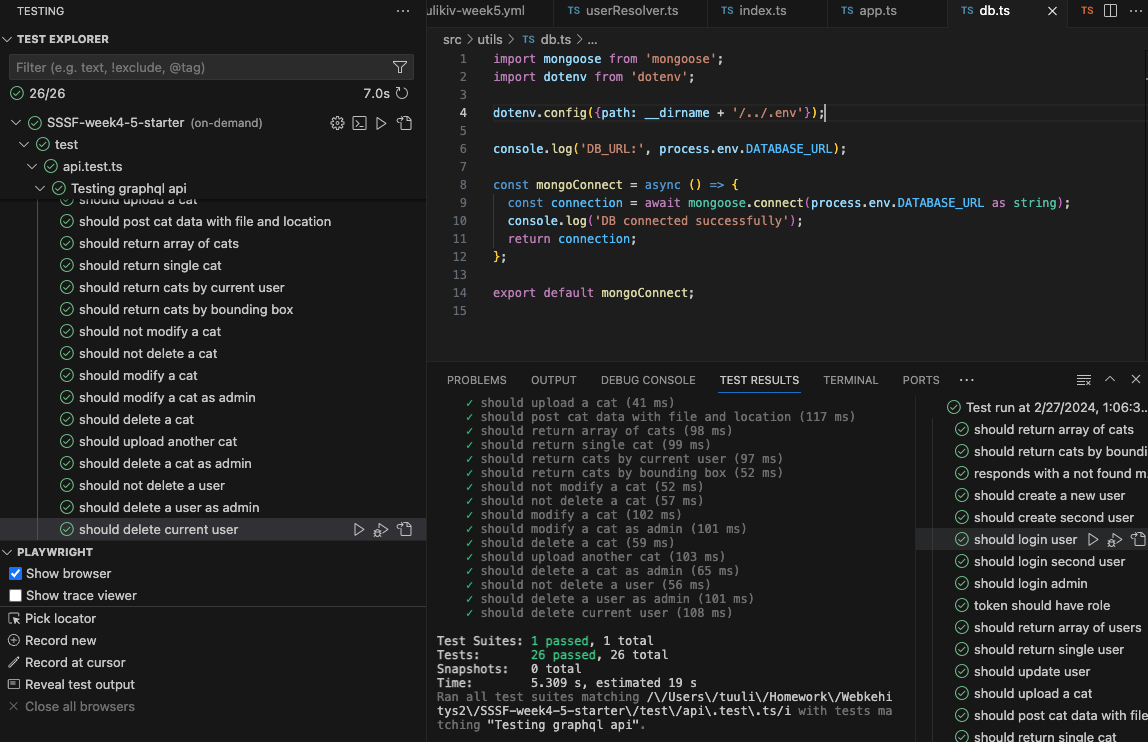 TESTING
TEST EXPLORER
Filter (e.g. text, !exclude, @tag)
26/26
7.0s
SSSF-week4-5-starter (on-demand)
test
api.test.ts
Testing graphql api
should upload a cat
should post cat data with file and location
should return array of cats
should return single cat
should return cats by current user
should return cats by bounding box
should not modify a cat
should not delete a cat
should modify a cat
should modify a cat as admin
should delete a cat
should upload another cat
should delete a cat as admin
should not delete a user
should delete a user as admin
should delete current user
PLAYWRIGHT
Show browser
Show trace viewer
Pick locator
Record new
Record at cursor
Reveal test output
Close all browsers
ulikiv-week5.yml
TS userResolver.ts
TS index.ts
TS app.ts
TS db.ts
TS
src > utils > TS db.ts > ...
1 import mongoose from 'mongoose';
2 import dotenv from 'dotenv';
3
4 dotenv.config({path: __dirname + '/../.env'});
5
6 console.log('DB_URL:', process.env.DATABASE_URL);
7
8 const mongoConnect = async () => {
9 const connection = await mongoose.connect(process.env.DATABASE_URL as string);
10 console.log('DB connected successfully');
11 return connection;
12 };
13
14 export default mongoConnect;
15
PROBLEMS
OUTPUT
DEBUG CONSOLE
TEST RESULTS
TERMINAL
PORTS
✓ should upload a cat (41 ms)
✓ should post cat data with file and location (117 ms)
✓ should return array of cats (98 ms)
✓ should return single cat (99 ms)
✓ should return cats by current user (97 ms)
✓ should return cats by bounding box (52 ms)
✓ should not modify a cat (52 ms)
✓ should not delete a cat (57 ms)
✓ should modify a cat (102 ms)
✓ should modify a cat as admin (101 ms)
✓ should delete a cat (59 ms)
✓ should upload another cat (103 ms)
✓ should delete a cat as admin (65 ms)
✓ should not delete a user (56 ms)
✓ should delete a user as admin (101 ms)
✓ should delete current user (108 ms)
Test Suites: 1 passed, 1 total
Tests: 26 passed, 26 total
Snapshots: 0 total
Time: 5.309 s, estimated 19 s
Ran all test suites matching /\/Users\/tuuli\/Homework\/Webkehi
tys2\/SSSF-week4-5-starter\/test\/api\.test\.ts/i with tests ma
tching "Testing graphql api".
Test run at 2/27/2024, 1:06:3...
should return array of cats
should return cats by boundi
responds with a not found m
should create a new user
should create second user
should login user
should login second user
should login admin
token should have role
should return array of users
should return single user
should update user
should upload a cat
should post cat data with file
should return single cat